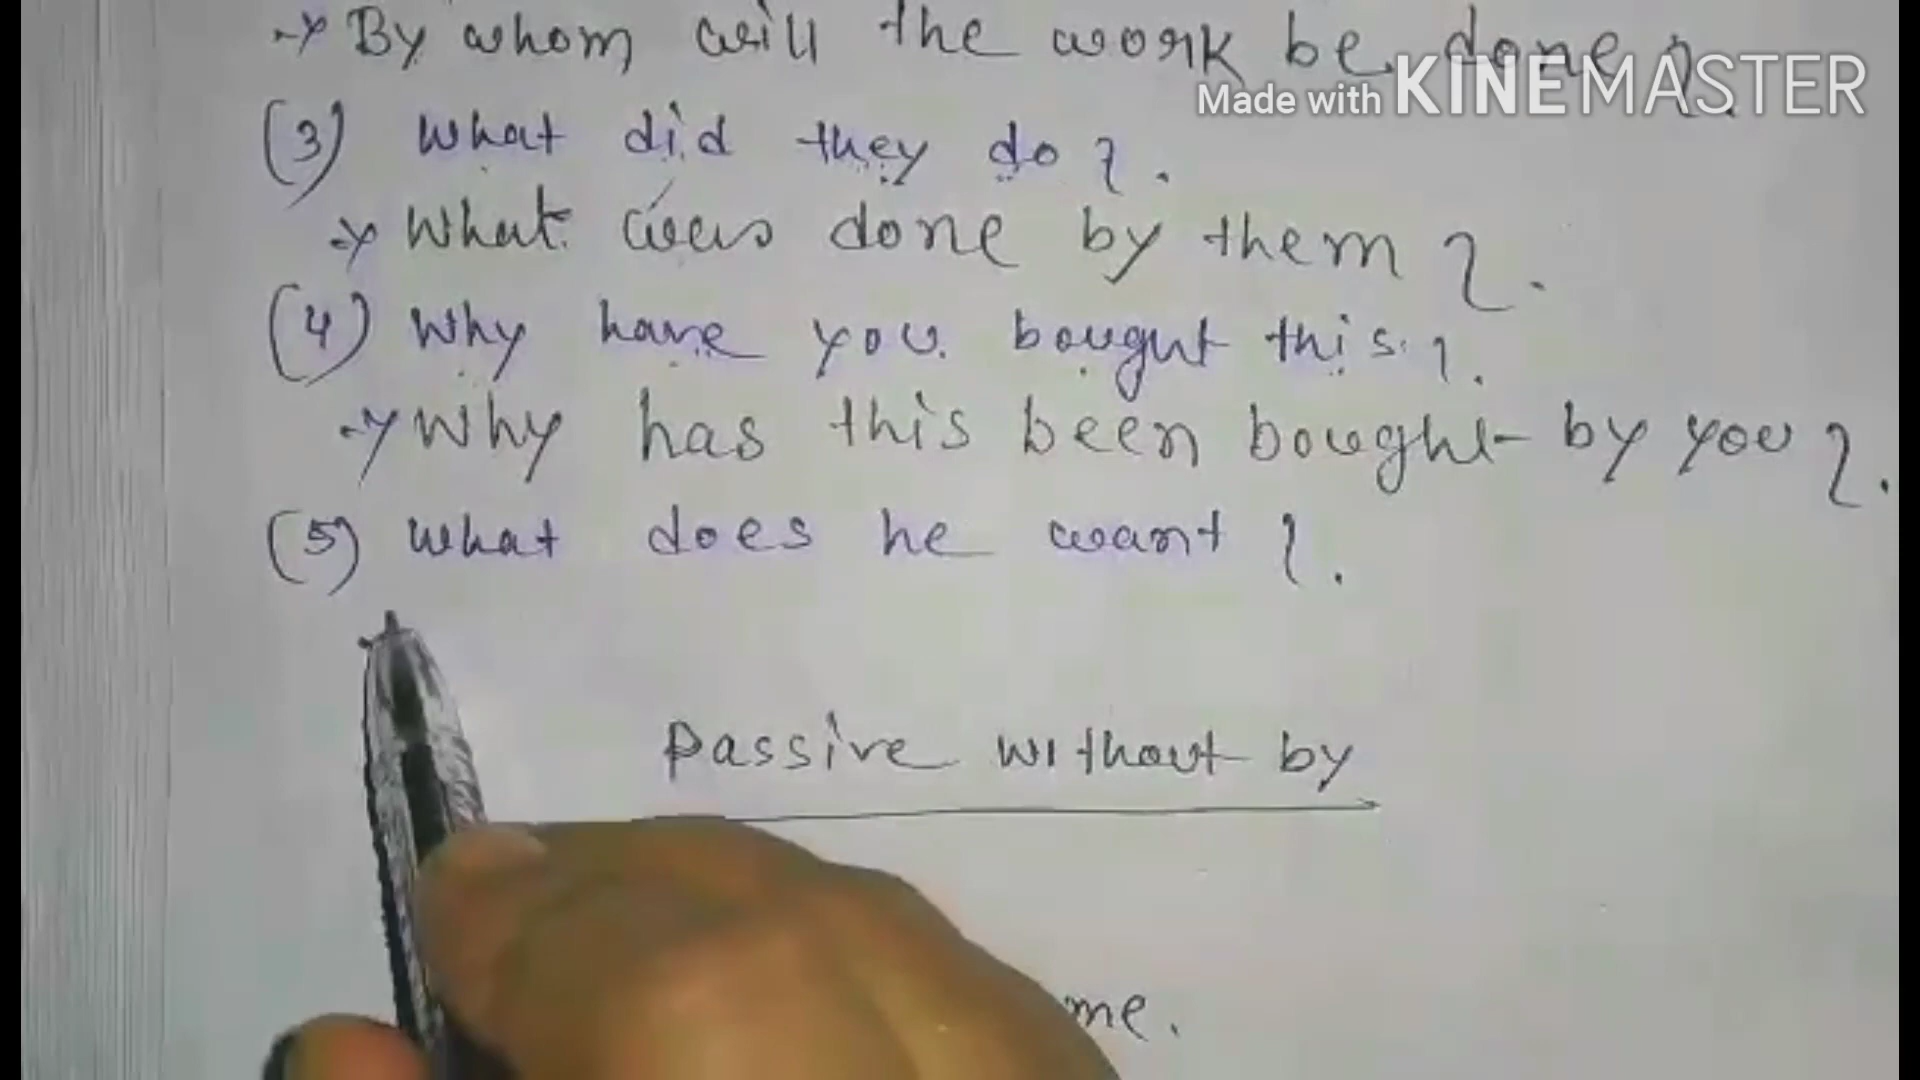 By whom will the work be done ?
Made with KINEMASTER
(3) What did they do ?
What was done by them ?
(4) Why have you bought this ?
Why has this been bought by you ?
(5) What does he want ?
Passive without by
me.